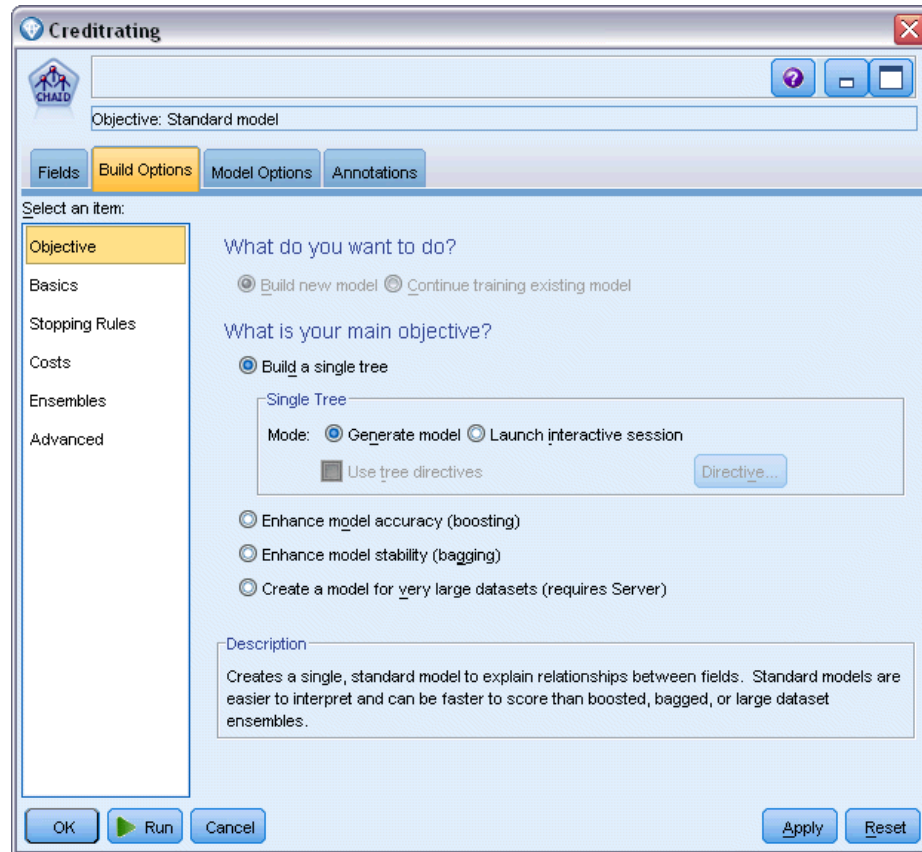 Creditrating
CHAID
Objective: Standard model
Fields Build Options Model Options Annotations
Select an item:
Objective
Basics
Stopping Rules
Costs
Ensembles
Advanced
What do you want to do?
Build new model Continue training existing model
What is your main objective?
Build a single tree
Single Tree
Mode: Generate model Launch interactive session
Use tree directives Directive...
Enhance model accuracy (boosting)
Enhance model stability (bagging)
Create a model for very large datasets (requires Server)
Description
Creates a single, standard model to explain relationships between fields. Standard models are
easier to interpret and can be faster to score than boosted, bagged, or large dataset
ensembles.
OK Run Cancel Apply Reset